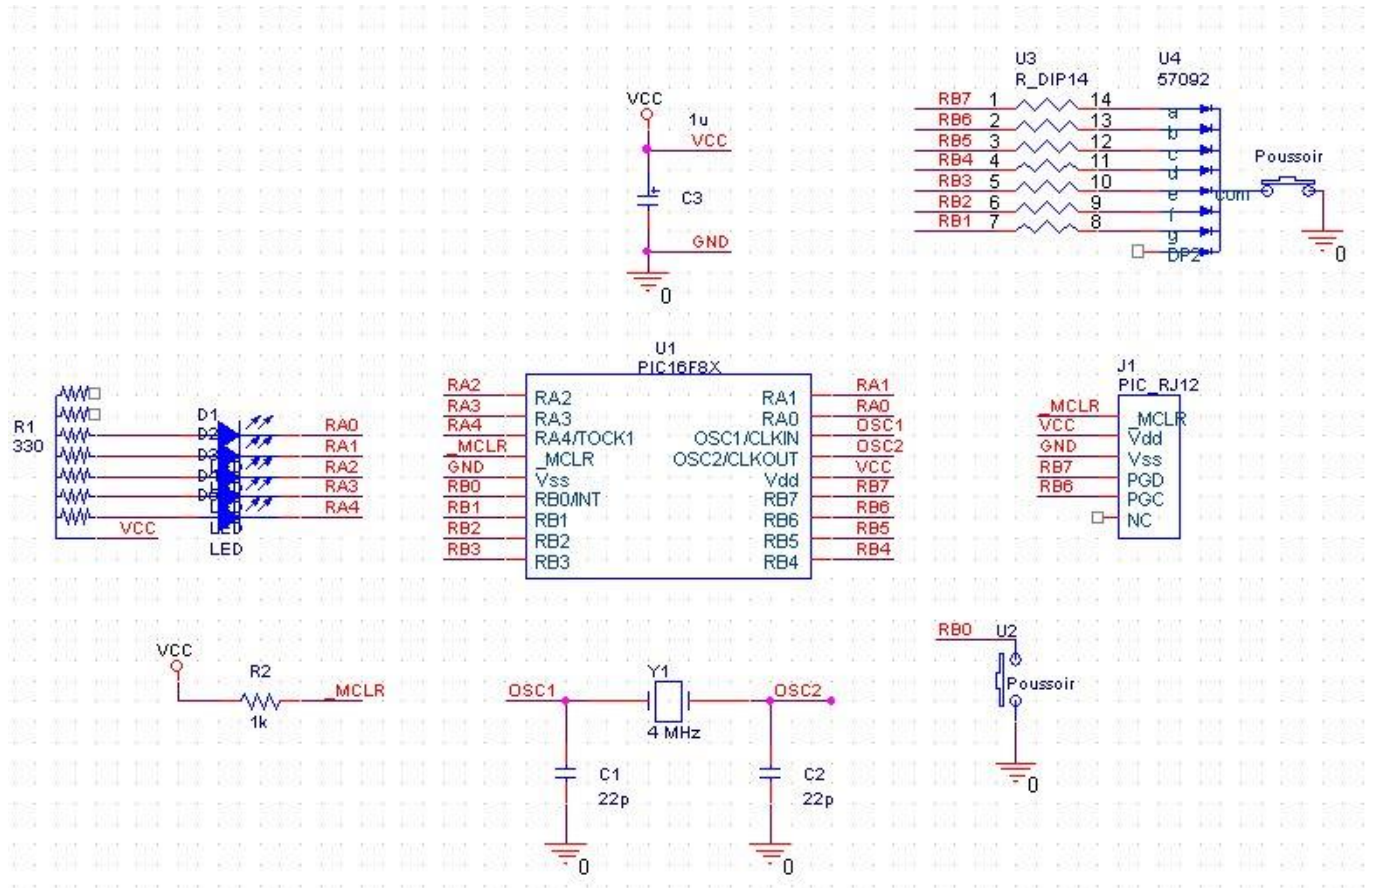 U3
R_DIP14
U4
57092
RB7 1 14 a
RB6 2 13 b
RB5 3 12 c
RB4 4 11 d
RB3 5 10 e
RB2 6 9 f
RB1 7 8 g
DP2
com
Poussoir
0
VCC
1u
VCC
C3
GND
0
R1
330
D1
D2
D3
D4
D5
LED
LED
RA0
RA1
RA2
RA3
RA4
VCC
U1
PIC16F8X
RA2 RA2 RA1 RA1
RA3 RA3 RA0 RA0
RA4 RA4/TOCK1 OSC1/CLKIN OSC1
_MCLR _MCLR OSC2/CLKOUT OSC2
GND Vss Vdd VCC
RB0 RB0/INT RB7 RB7
RB1 RB1 RB6 RB6
RB2 RB2 RB5 RB5
RB3 RB3 RB4 RB4
J1
PIC_RJ12
_MCLR _MCLR
VCC Vdd
GND Vss
RB7 PGD
RB6 PGC
NC
VCC
R2
_MCLR
1k
OSC1
Y1
OSC2
4 MHz
C1
22p
C2
22p
0
0
RB0
U2
Poussoir
0